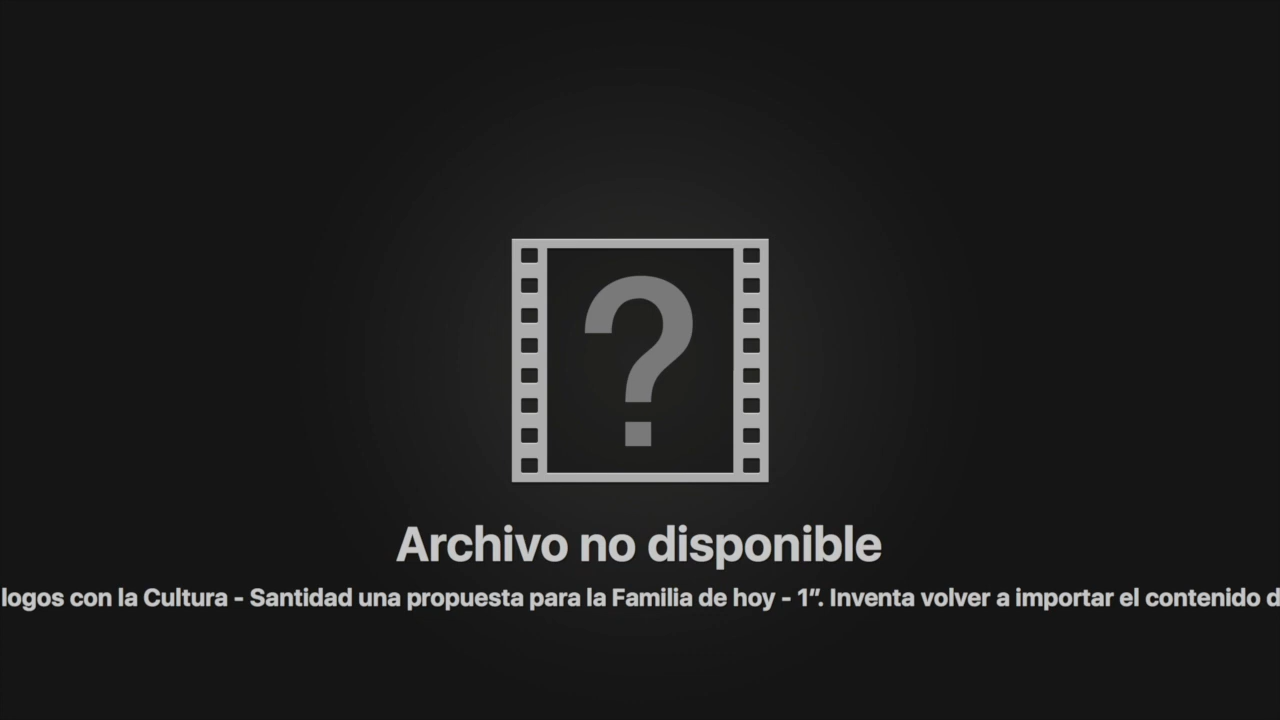 ?
Archivo no disponible
logos con la Cultura - Santidad una propuesta para la Familia de hoy - 1”. Inventa volver a importar el contenido d